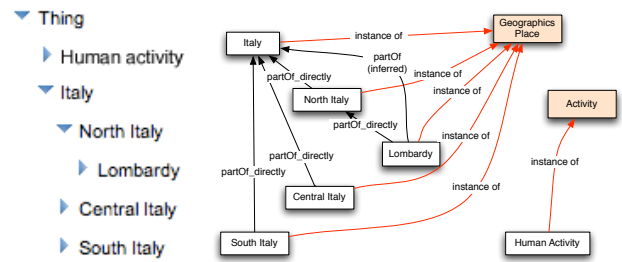 Thing
Human activity
Italy
North Italy
Lombardy
Central Italy
South Italy
Geographics
Place
instance of
Italy
partOf
(inferred)
instance of
partOf_directly
instance of
North Italy
Activity
partOf_directly
instance of
Lombardy
partOf_directly
instance of
partOf_directly
instance of
Central Italy
South Italy
Human Activity